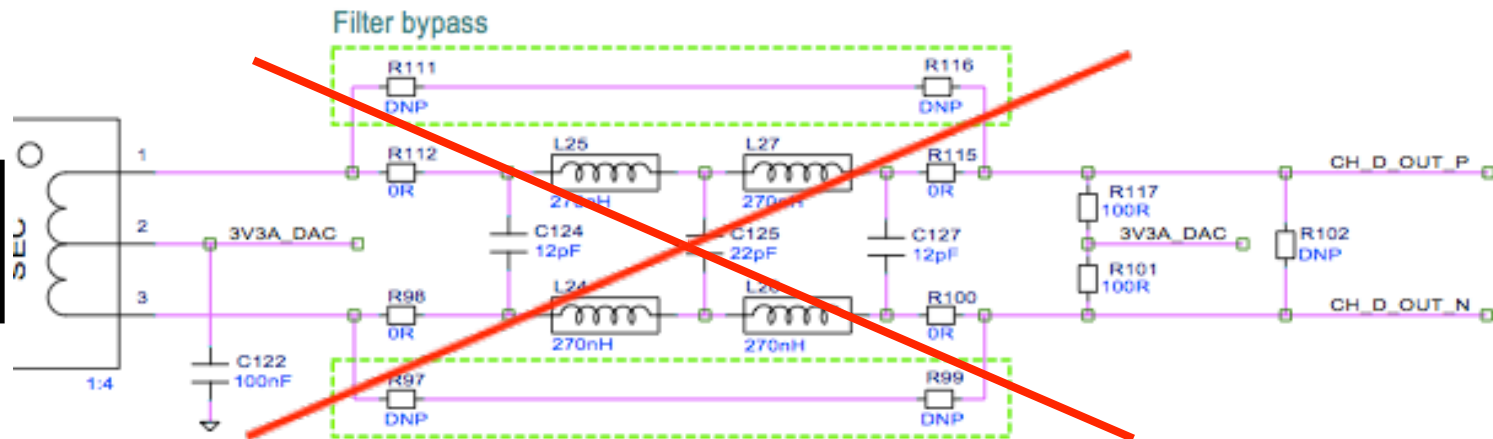 Filter bypass
R111
DNP
R116
DNP
1
R112
0R
L25
270nH
L27
270nH
R115
0R
CH_D_OUT_P
SEC
2
3V3A_DAC
C124
12pF
C125
22pF
C127
12pF
R117
100R
3V3A_DAC
R102
DNP
R101
100R
3
R98
0R
L24
270nH
270nH
R100
0R
CH_D_OUT_N
C122
100nF
1:4
R97
DNP
R99
DNP